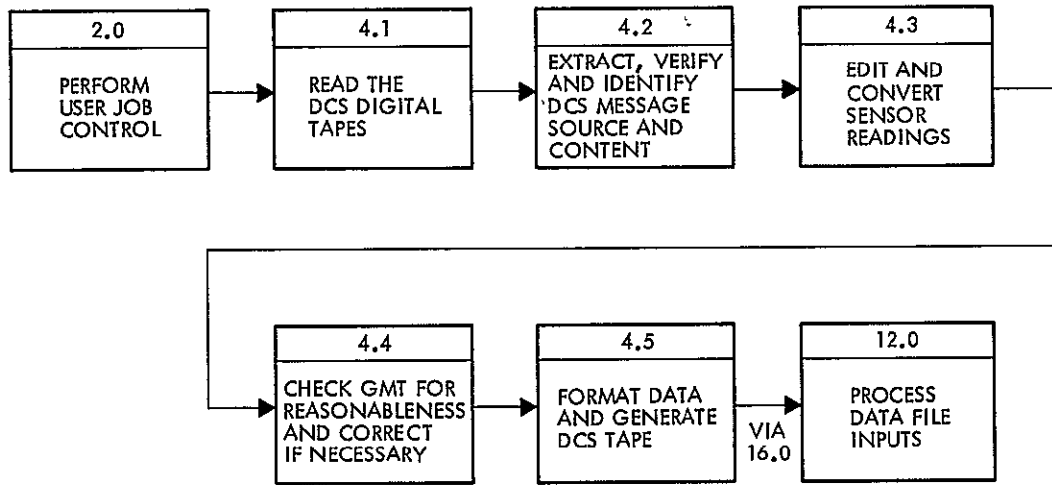 2.0
PERFORM
USER JOB
CONTROL
4.1
READ THE
DCS DIGITAL
TAPES
4.2
EXTRACT, VERIFY
AND IDENTIFY
DCS MESSAGE
SOURCE AND
CONTENT
4.3
EDIT AND
CONVERT
SENSOR
READINGS
4.4
CHECK GMT FOR
REASONABLENESS
AND CORRECT
IF NECESSARY
4.5
FORMAT DATA
AND GENERATE
DCS TAPE
VIA
16.0
12.0
PROCESS
DATA FILE
INPUTS